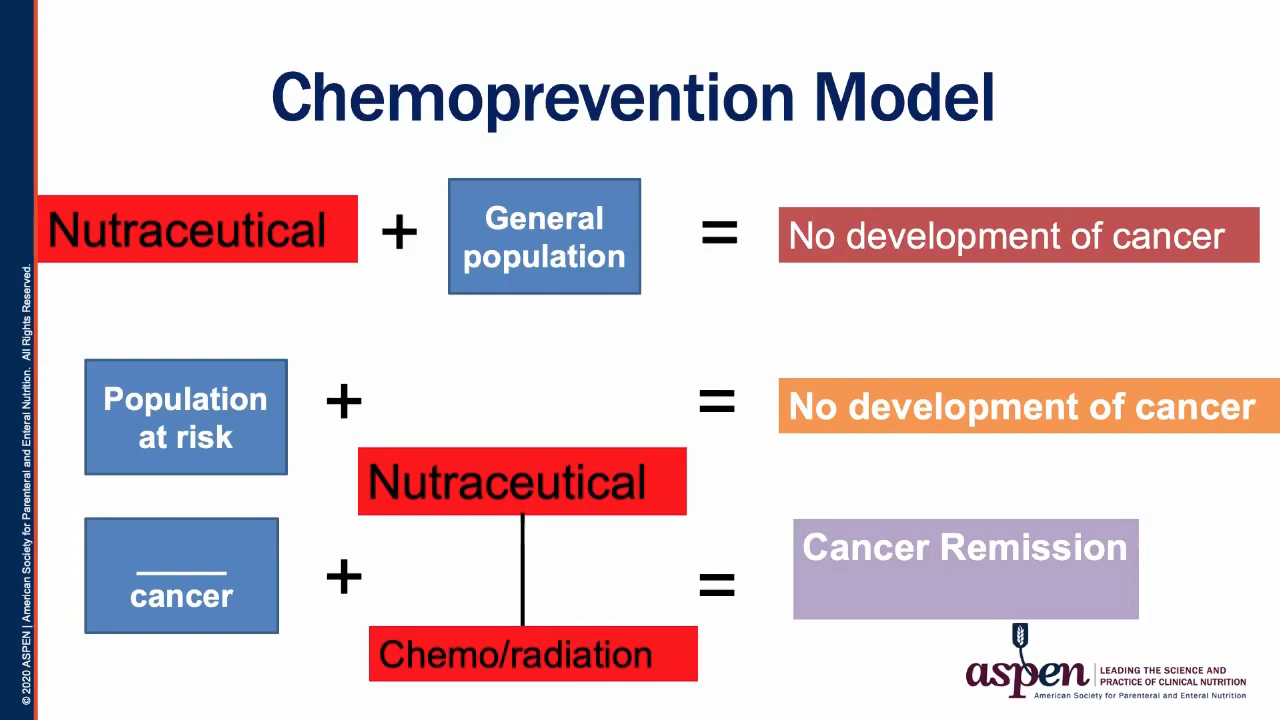 Chemoprevention Model
Nutraceutical
+
General
population
=
No development of cancer
Population
at risk
+
=
No development of cancer
Nutraceutical
cancer
+
=
Cancer Remission
Chemo/radiation
aspen
LEADING THE SCIENCE AND
PRACTICE OF CLINICAL NUTRITION
American Society for Parenteral and Enteral Nutrition
© 2020 ASPEN | American Society for Parenteral and Enteral Nutrition. All Rights Reserved.